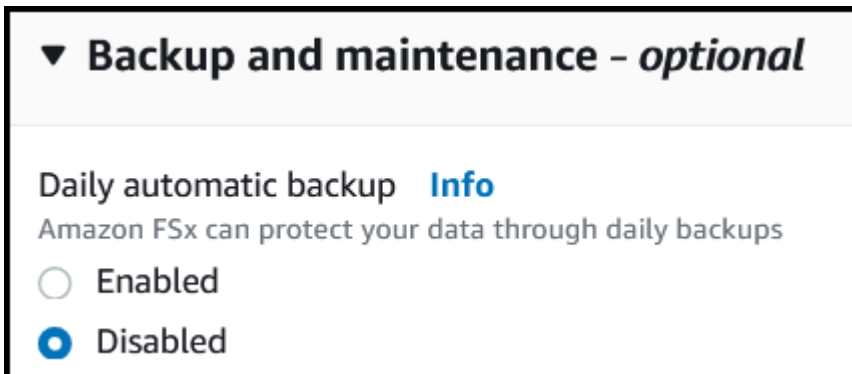 Backup and maintenance - optional
Daily automatic backup Info
Amazon FSx can protect your data through daily backups
Enabled
Disabled